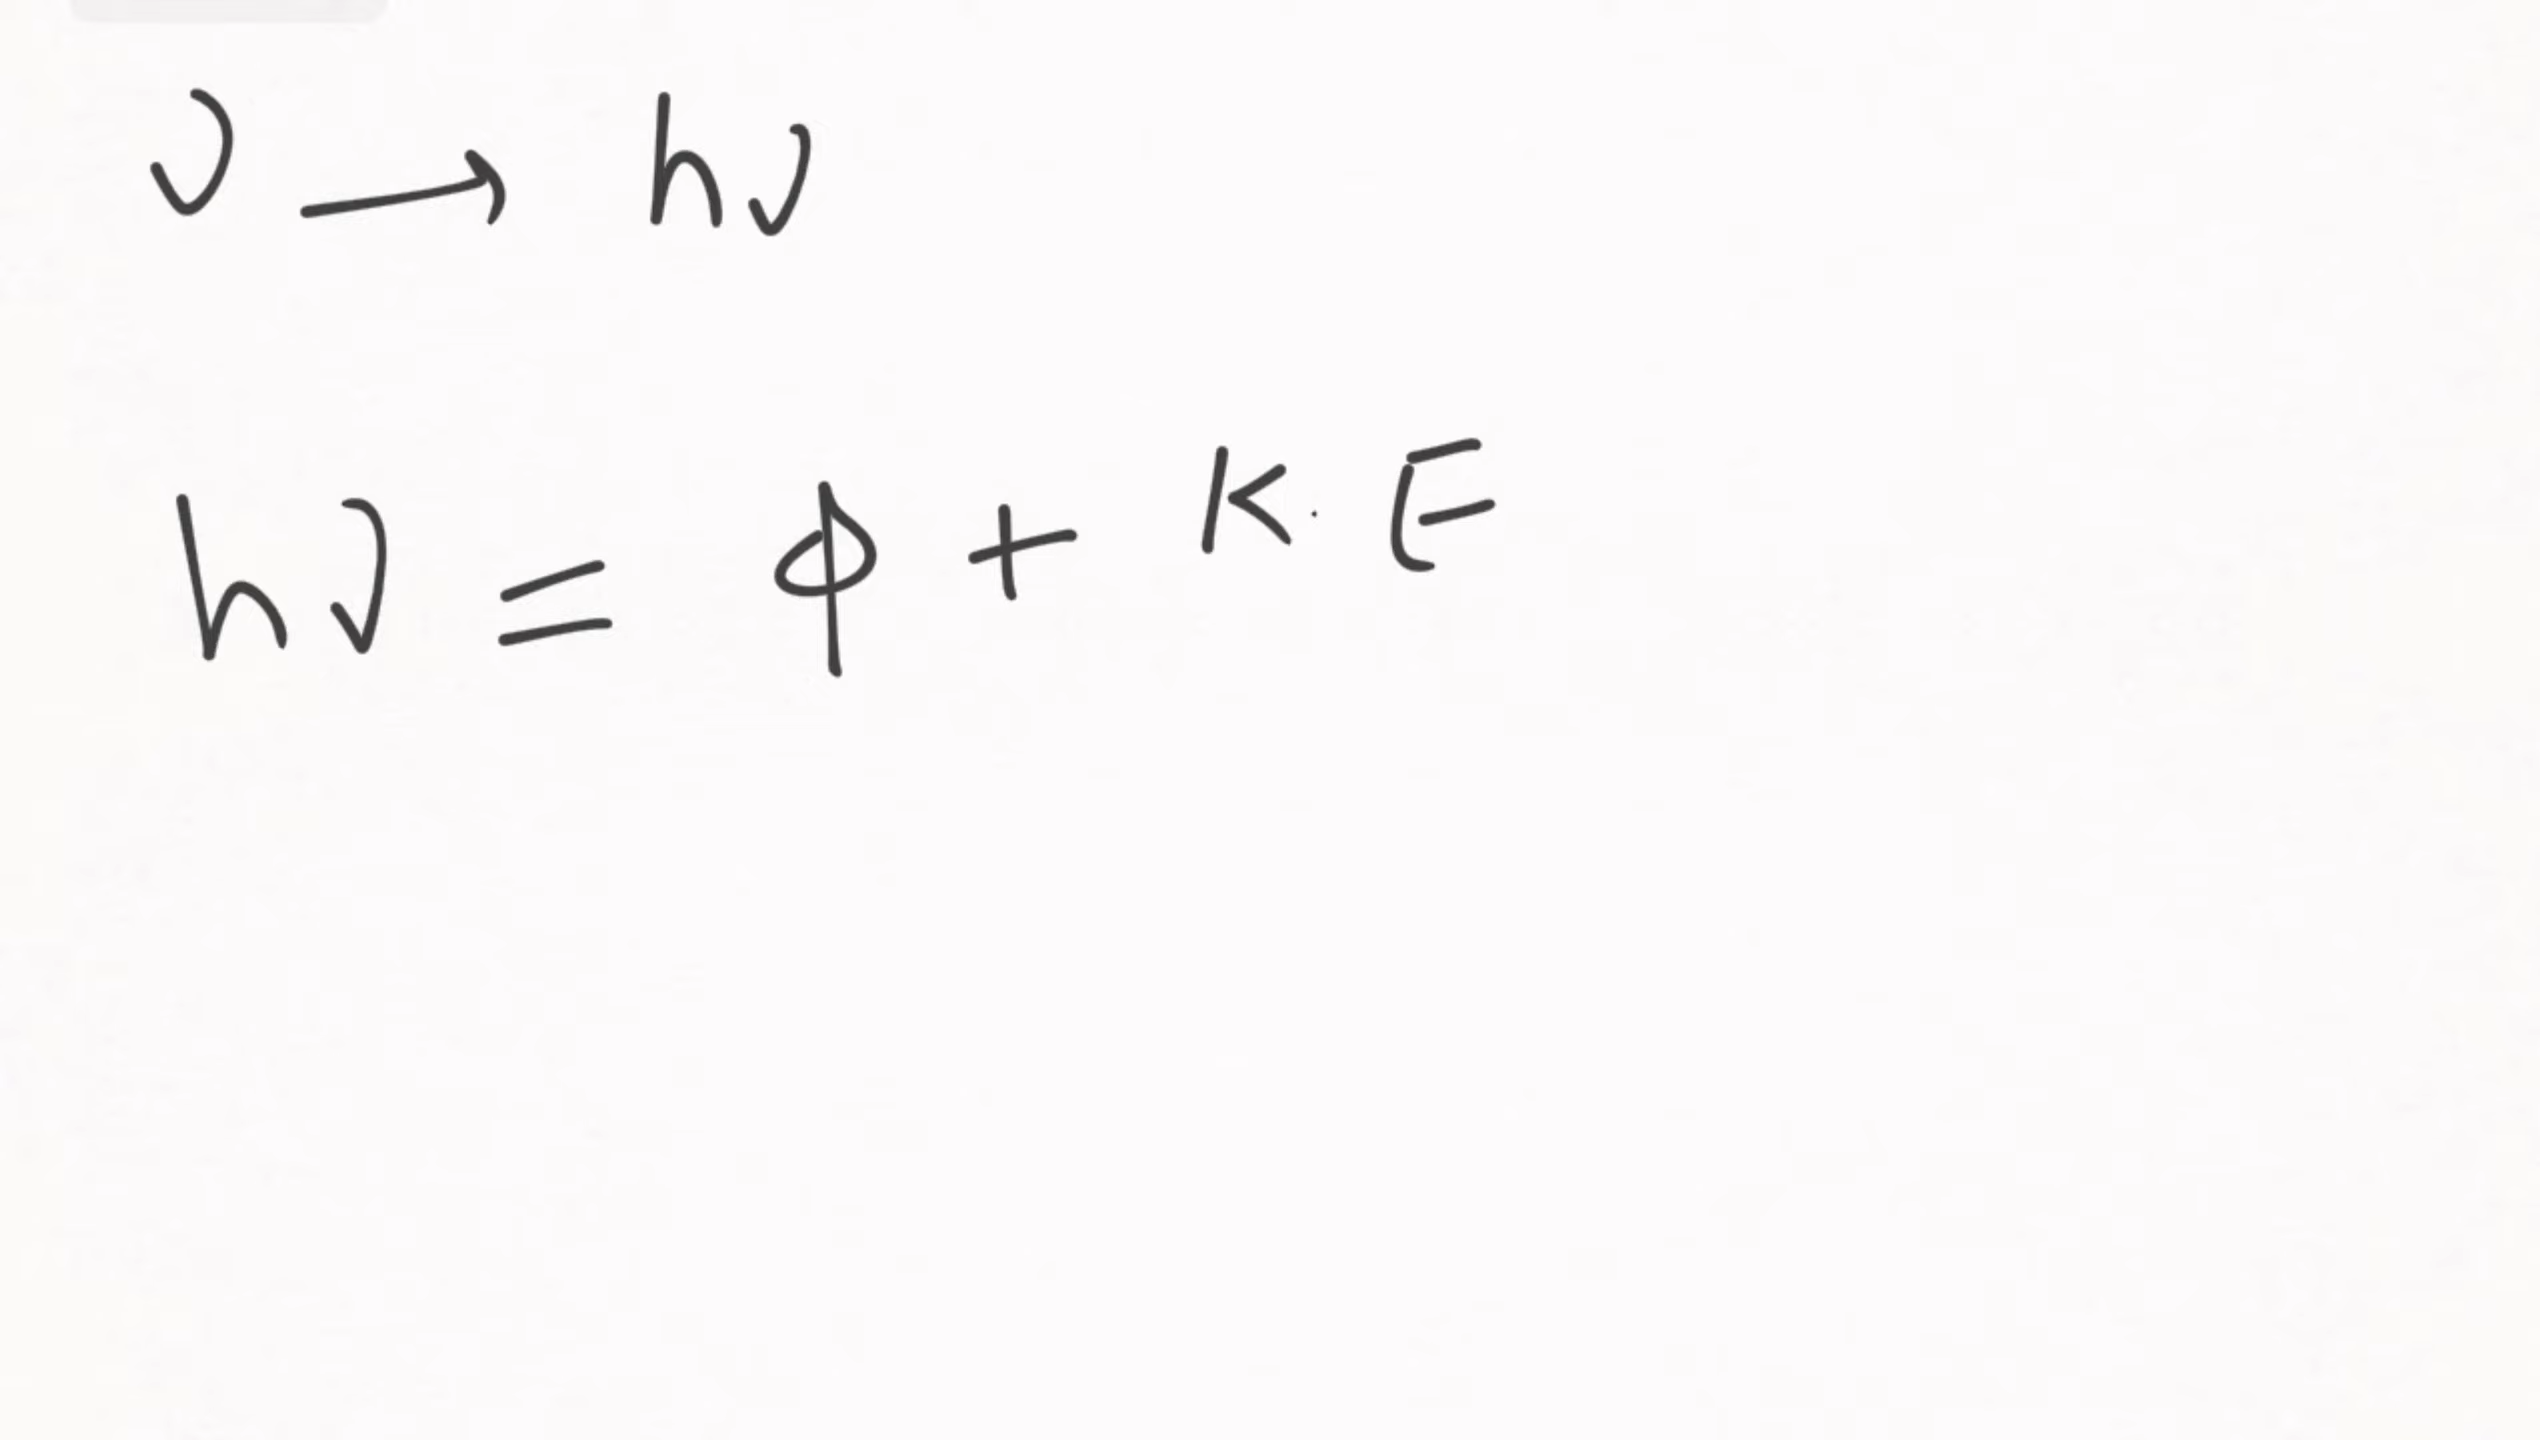 ν → hν
hν = φ + K. E